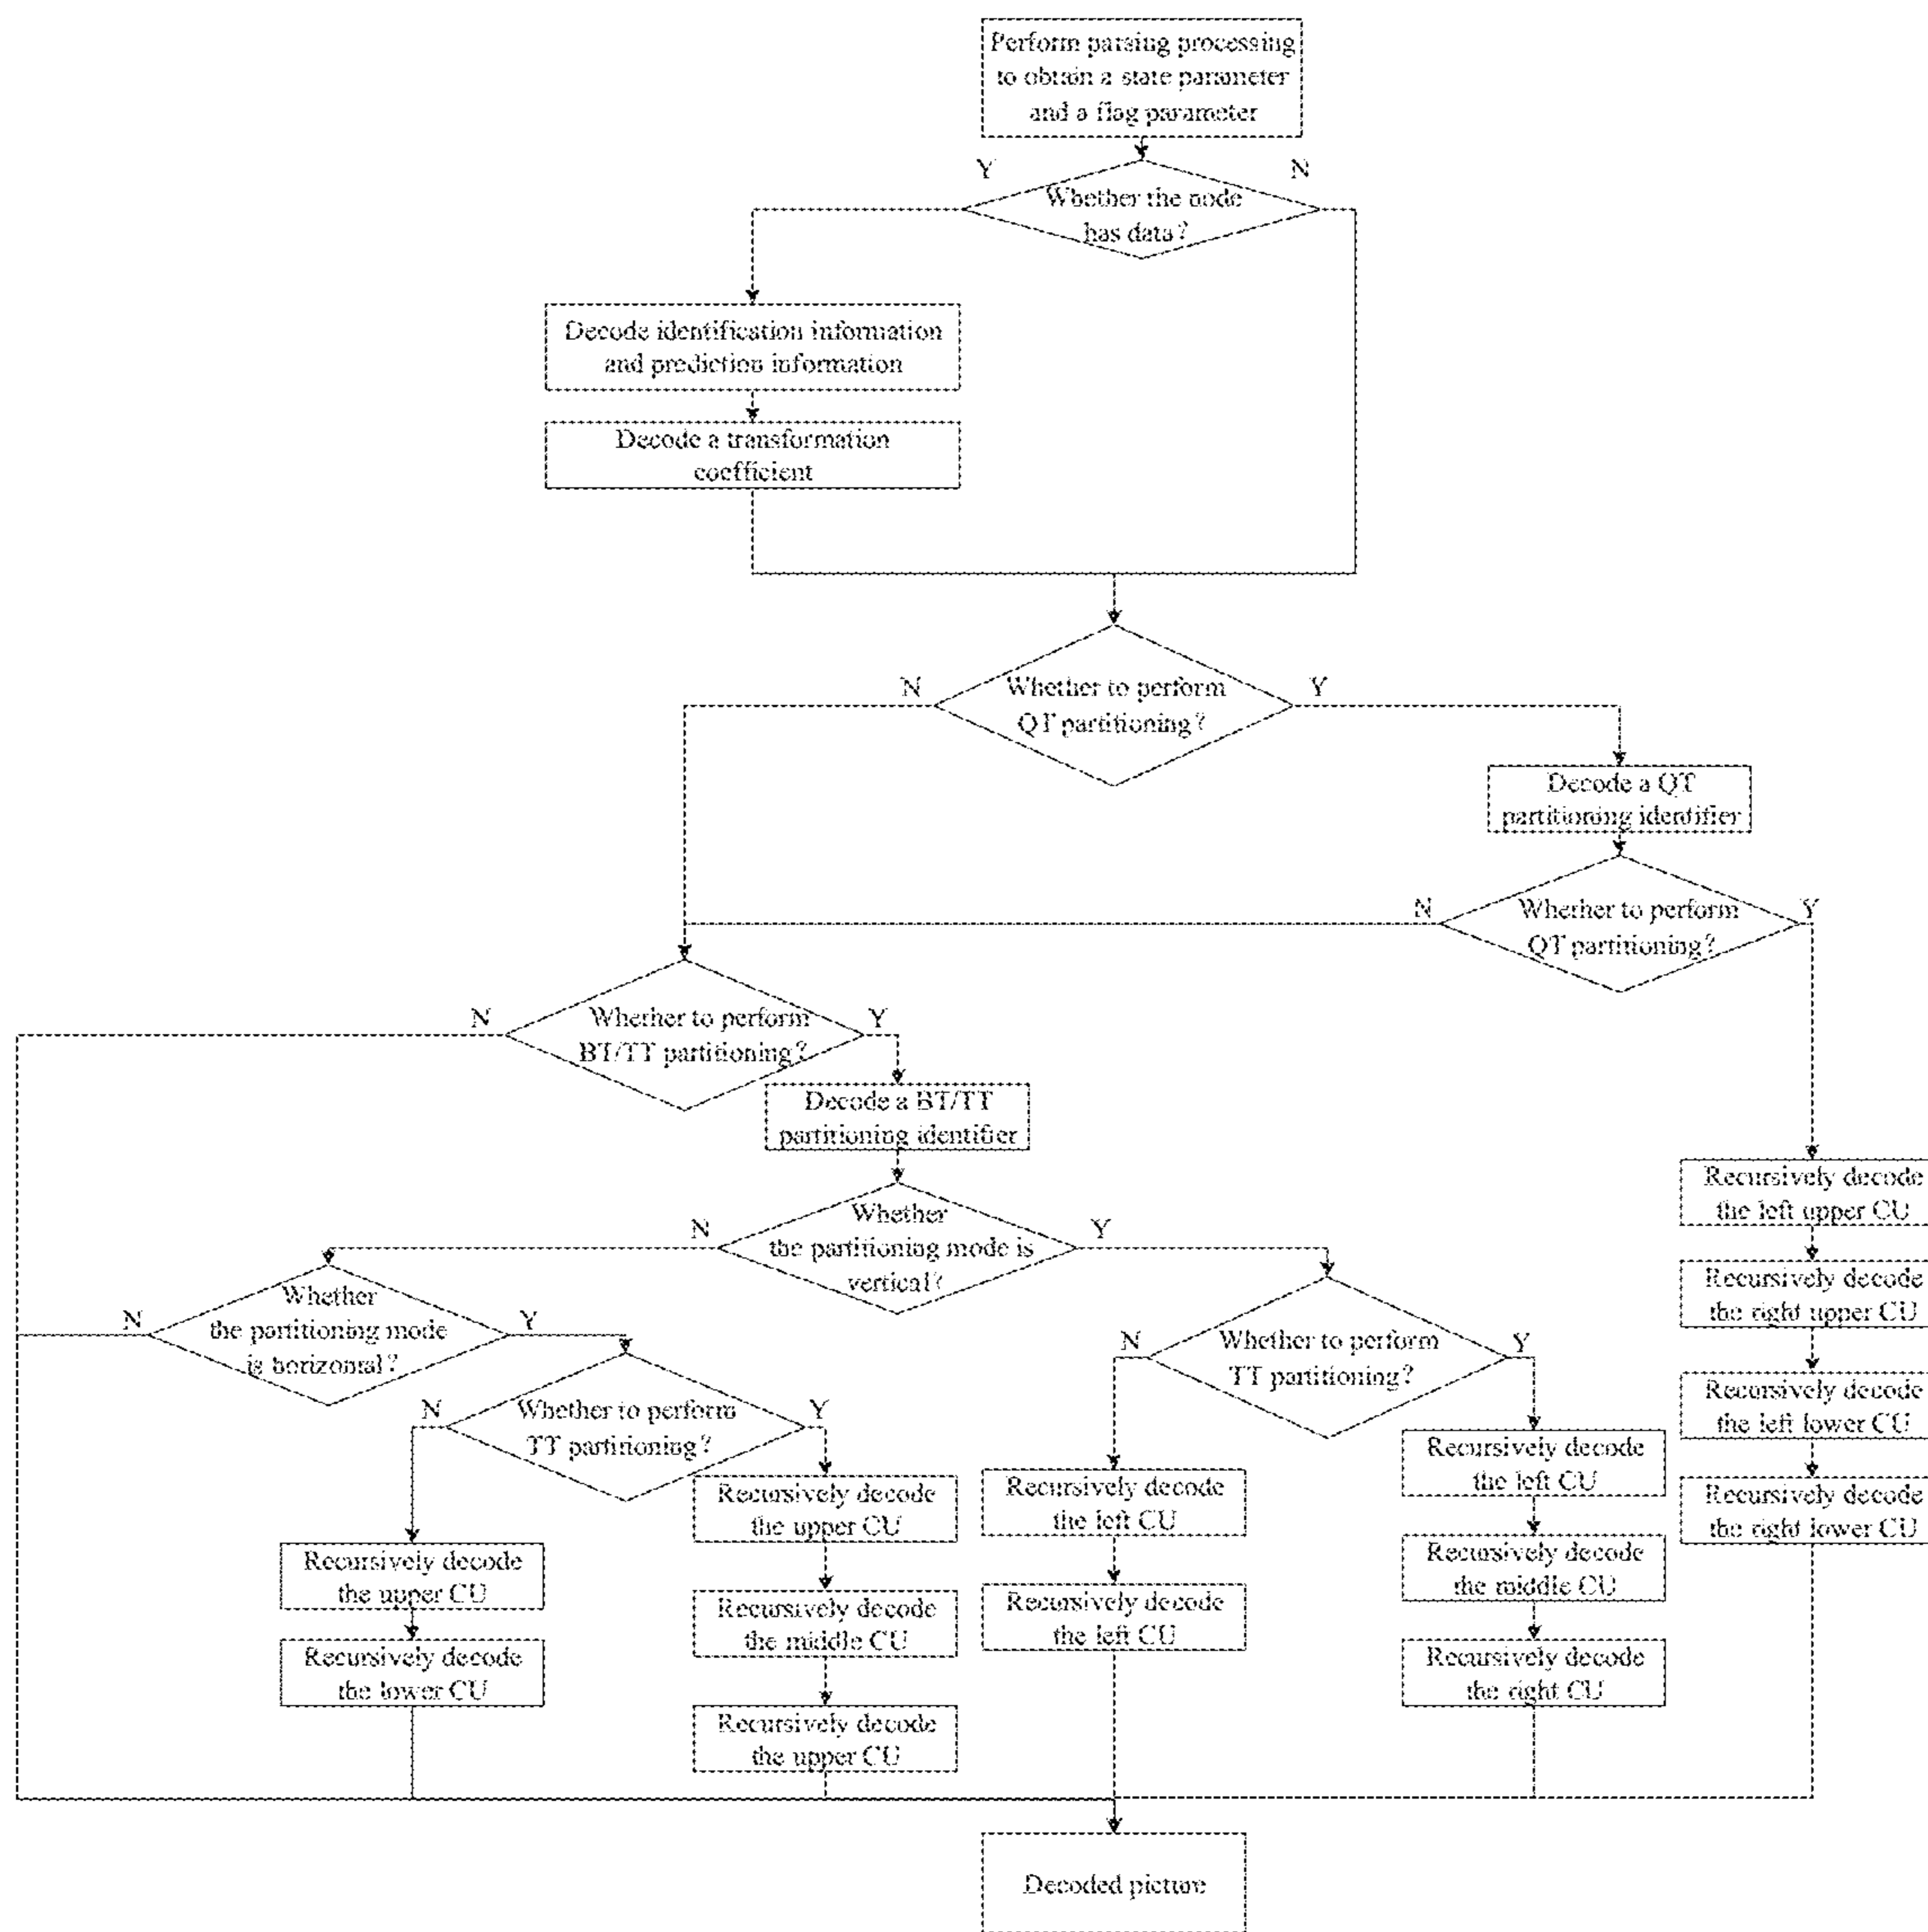 Perform parsing processing
to obtain a state parameter
and a flag parameter
Y
N
Whether the node
has data?
Decode identification information
and prediction information
Decode a transformation
coefficient
N
Whether to perform
QT partitioning?
Y
Decode a QT
partitioning identifier
N
Whether to perform
QT partitioning?
Y
N
Whether to perform
BT/TT partitioning?
Y
Decode a BT/TT
partitioning identifier
N
Whether
the partitioning mode is
vertical?
Y
N
Whether
the partitioning mode
is horizontal?
Y
N
Whether to perform
TT partitioning?
Y
N
Whether to perform
TT partitioning?
Y
Recursively decode
the upper CU
Recursively decode
the lower CU
Recursively decode
the upper CU
Recursively decode
the middle CU
Recursively decode
the upper CU
Recursively decode
the left CU
Recursively decode
the left CU
Recursively decode
the left CU
Recursively decode
the middle CU
Recursively decode
the right CU
Recursively decode
the left upper CU
Recursively decode
the right upper CU
Recursively decode
the left lower CU
Recursively decode
the right lower CU
Decoded picture